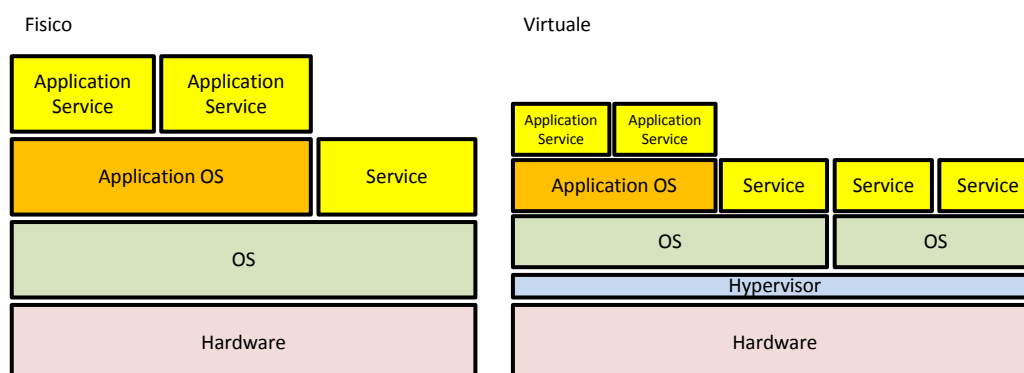 Fisico
Application
Service
Application
Service
Application OS
Service
OS
Hardware
Virtuale
Application
Service
Application
Service
Application OS
Service
Service
Service
OS
OS
Hypervisor
Hardware